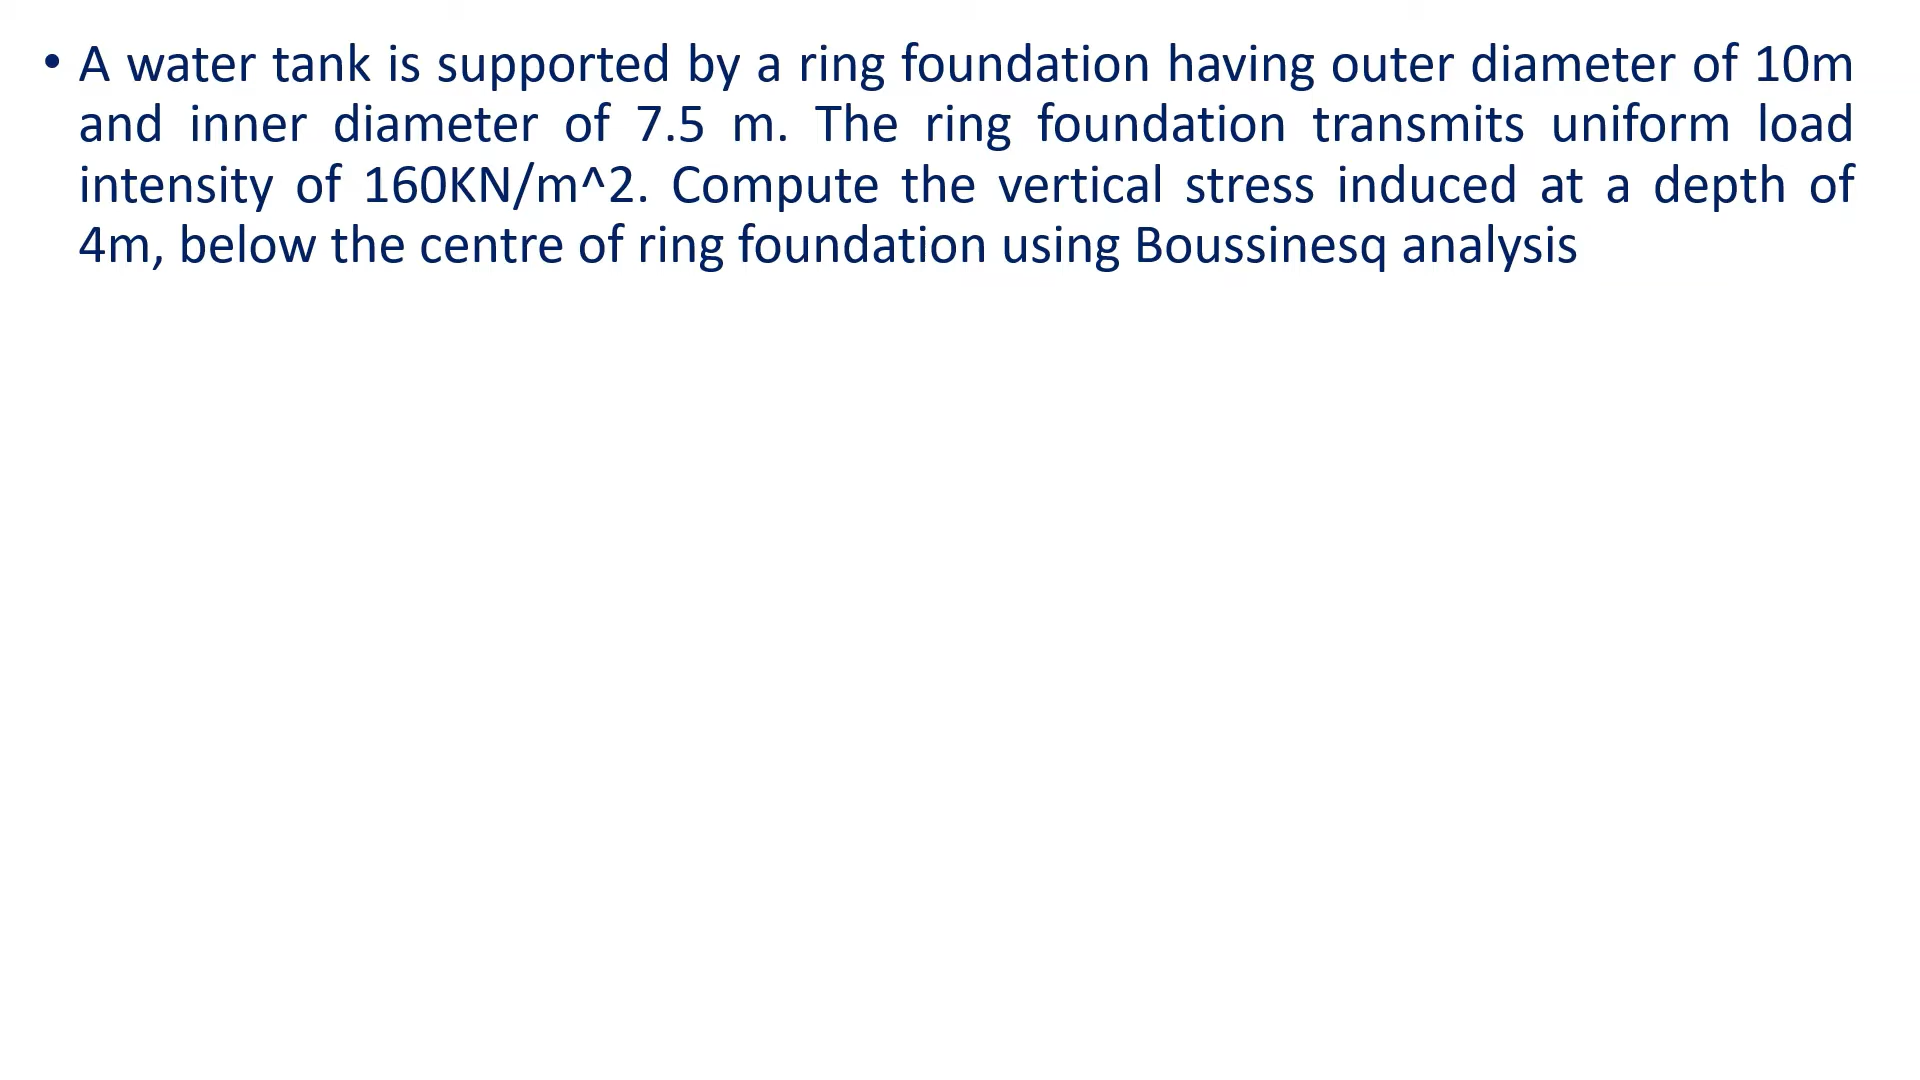 • A water tank is supported by a ring foundation having outer diameter of 10m
and inner diameter of 7.5 m. The ring foundation transmits uniform load
intensity of 160KN/m^2. Compute the vertical stress induced at a depth of
4m, below the centre of ring foundation using Boussinesq analysis